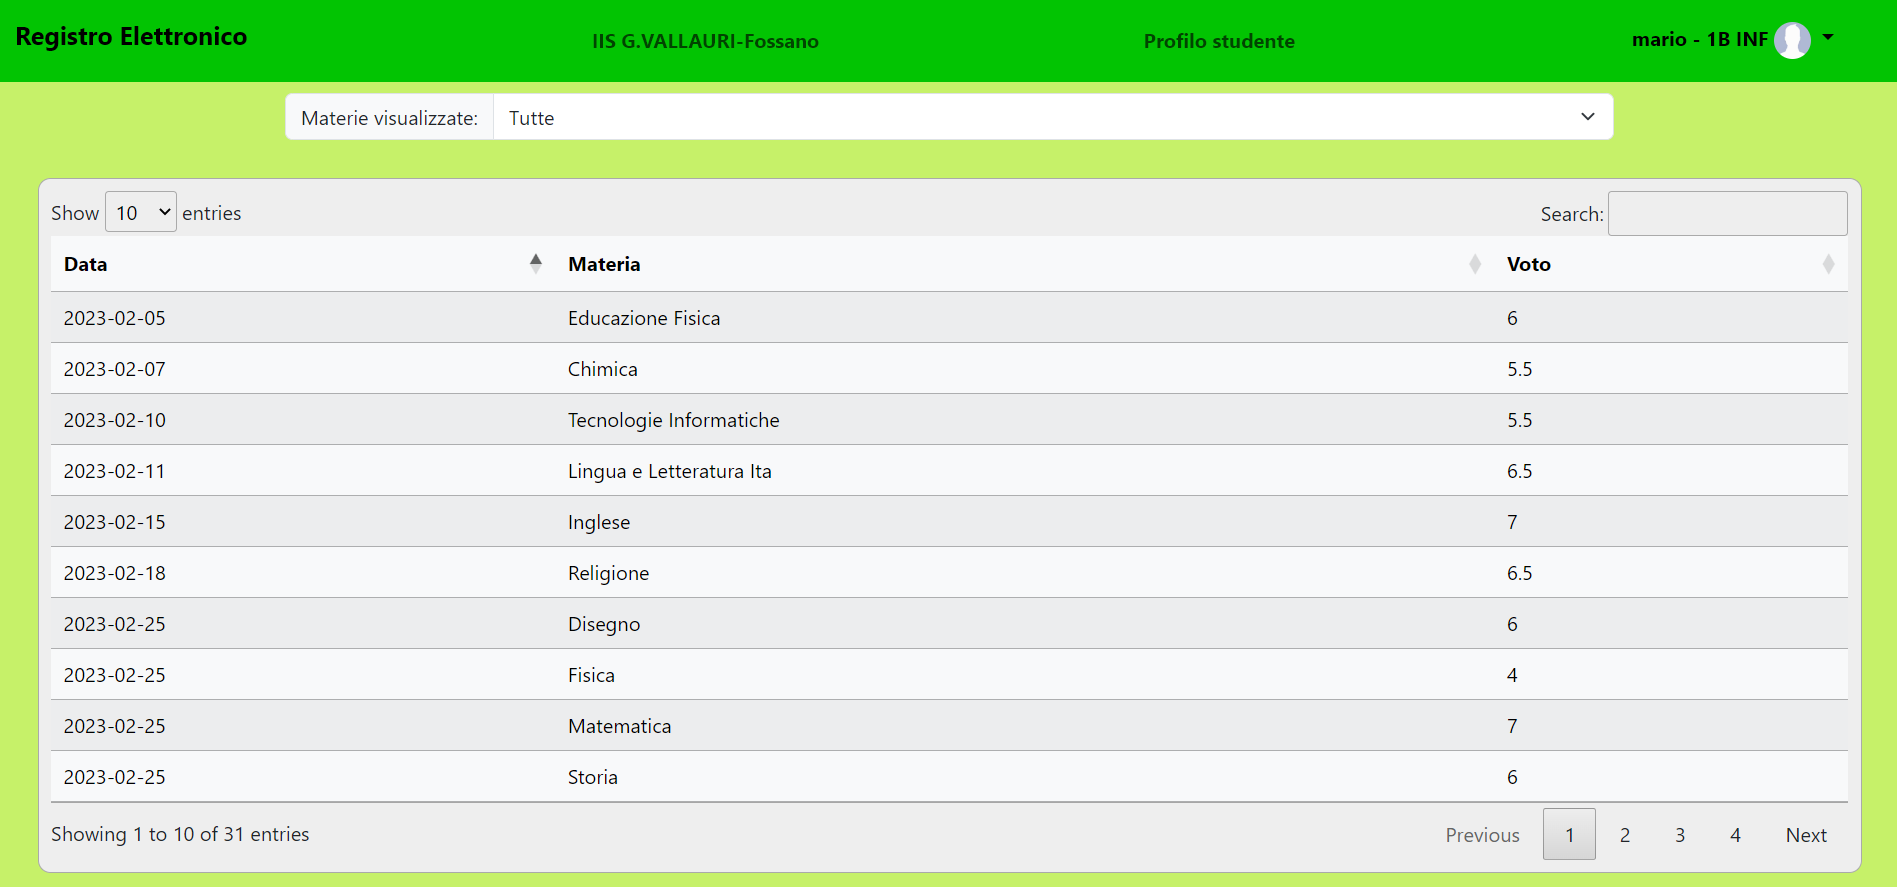 Registro Elettronico IIS G.VALLAURI-Fossano Profilo studente mario - 1B INF
Materie visualizzate: Tutte
Show 10 entries Search:
Data Materia Voto
2023-02-05 Educazione Fisica 6
2023-02-07 Chimica 5.5
2023-02-10 Tecnologie Informatiche 5.5
2023-02-11 Lingua e Letteratura Ita 6.5
2023-02-15 Inglese 7
2023-02-18 Religione 6.5
2023-02-25 Disegno 6
2023-02-25 Fisica 4
2023-02-25 Matematica 7
2023-02-25 Storia 6
Showing 1 to 10 of 31 entries Previous 1 2 3 4 Next